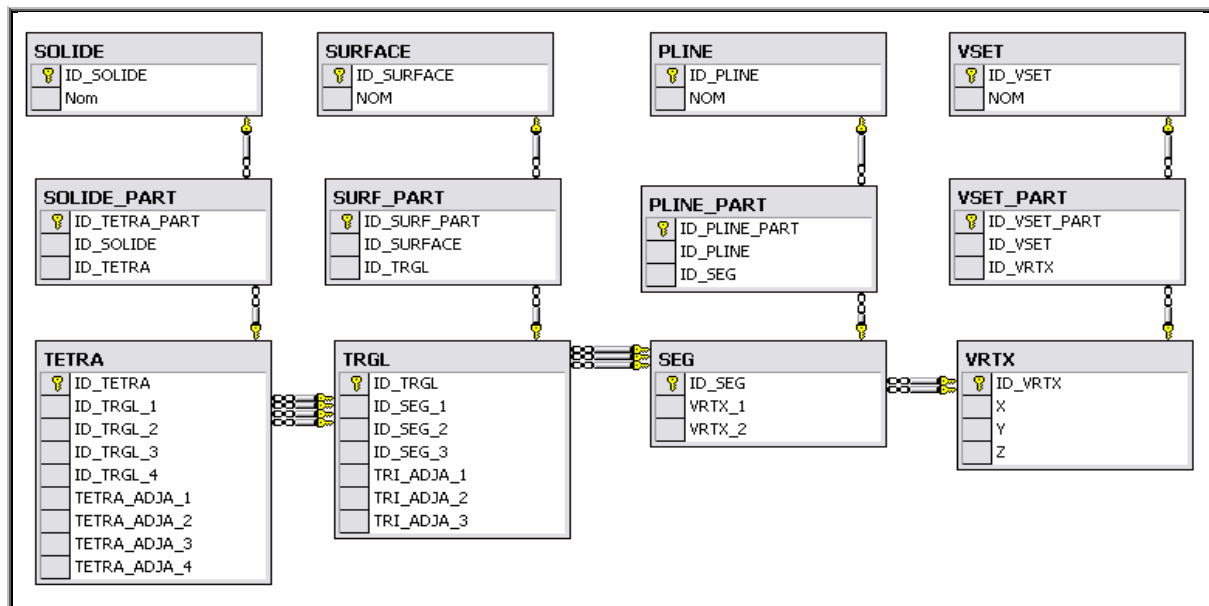 SOLIDE
ID_SOLIDE
Nom
SURFACE
ID_SURFACE
NOM
PLINE
ID_PLINE
NOM
VSET
ID_VSET
NOM
SOLIDE_PART
ID_TETRA_PART
ID_SOLIDE
ID_TETRA
SURF_PART
ID_SURF_PART
ID_SURFACE
ID_TRGL
PLINE_PART
ID_PLINE_PART
ID_PLINE
ID_SEG
VSET_PART
ID_VSET_PART
ID_VSET
ID_VRTX
TETRA
ID_TETRA
ID_TRGL_1
ID_TRGL_2
ID_TRGL_3
ID_TRGL_4
TETRA_ADJA_1
TETRA_ADJA_2
TETRA_ADJA_3
TETRA_ADJA_4
TRGL
ID_TRGL
ID_SEG_1
ID_SEG_2
ID_SEG_3
TRI_ADJA_1
TRI_ADJA_2
TRI_ADJA_3
SEG
ID_SEG
VRTX_1
VRTX_2
VRTX
ID_VRTX
X
Y
Z